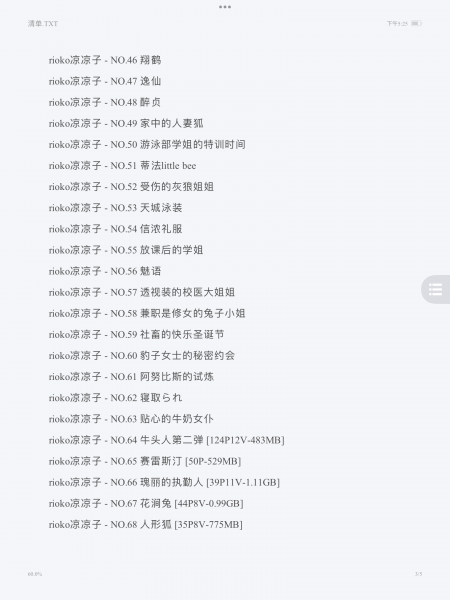 清单.TXT
下午5:25
rioko凉凉子 - NO.46 翔鹤
rioko凉凉子 - NO.47 逸仙
rioko凉凉子 - NO.48 醉贞
rioko凉凉子 - NO.49 家中的人妻狐
rioko凉凉子 - NO.50 游泳部学姐的特训时间
rioko凉凉子 - NO.51 蒂法little bee
rioko凉凉子 - NO.52 受伤的灰狼姐姐
rioko凉凉子 - NO.53 天城泳装
rioko凉凉子 - NO.54 信浓礼服
rioko凉凉子 - NO.55 放课后的学姐
rioko凉凉子 - NO.56 魅语
rioko凉凉子 - NO.57 透视装的校医大姐姐
rioko凉凉子 - NO.58 兼职是修女的兔子小姐
rioko凉凉子 - NO.59 社畜的快乐圣诞节
rioko凉凉子 - NO.60 豹子女士的秘密约会
rioko凉凉子 - NO.61 阿努比斯的试炼
rioko凉凉子 - NO.62 寝取られ
rioko凉凉子 - NO.63 贴心的牛奶女仆
rioko凉凉子 - NO.64 牛头人第二弹 [124P12V-483MB]
rioko凉凉子 - NO.65 赛雷斯汀 [50P-529MB]
rioko凉凉子 - NO.66 瑰丽的执勤人 [39P11V-1.11GB]
rioko凉凉子 - NO.67 花涧兔 [44P8V-0.99GB]
rioko凉凉子 - NO.68 人形狐 [35P8V-775MB]